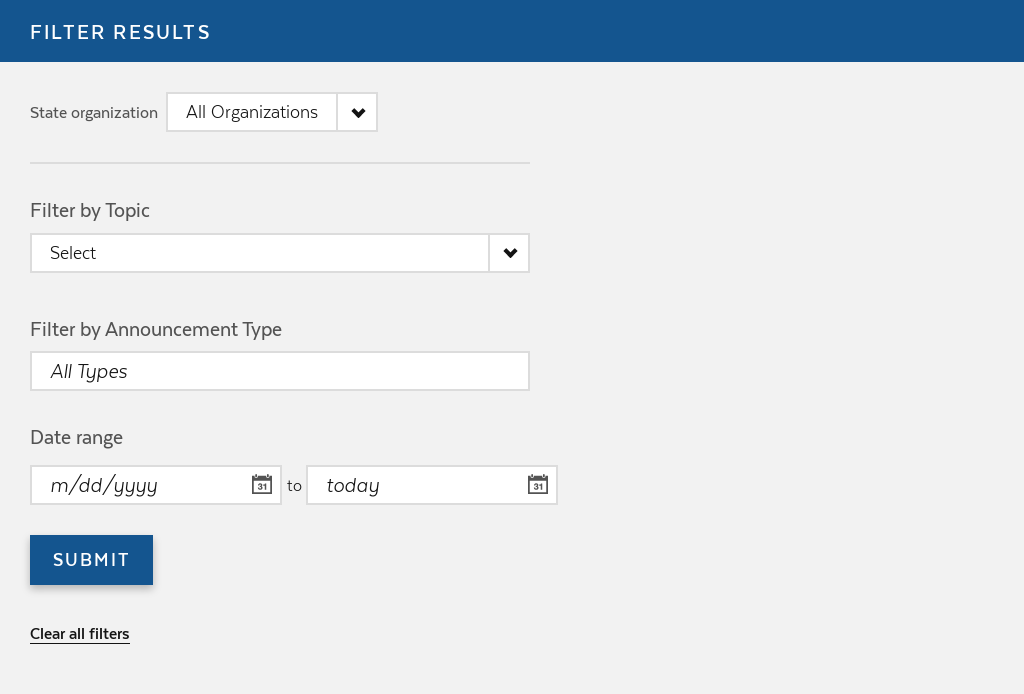 FILTER RESULTS
State organization All Organizations
Filter by Topic
Select
Filter by Announcement Type
All Types
Date range
m/dd/yyyy 31 to today 31
SUBMIT
Clear all filters